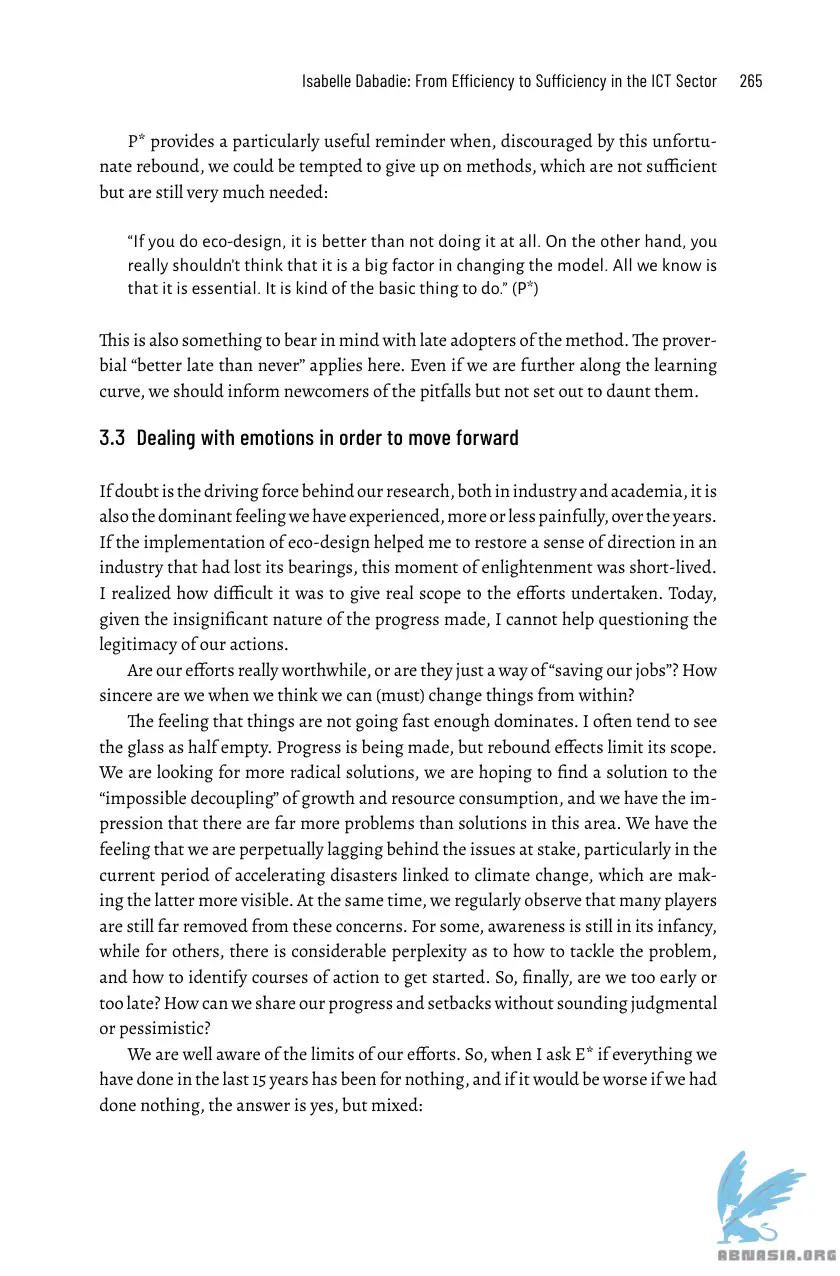 Isabelle Dabadie: From Efficiency to Sufficiency in the ICT Sector 265
P* provides a particularly useful reminder when, discouraged by this unfortu-
nate rebound, we could be tempted to give up on methods, which are not sufficient
but are still very much needed:
“If you do eco-design, it is better than not doing it at all. On the other hand, you
really shouldn’t think that it is a big factor in changing the model. All we know is
that it is essential. It is kind of the basic thing to do.” (P*)
This is also something to bear in mind with late adopters of the method. The prover-
bial “better late than never” applies here. Even if we are further along the learning
curve, we should inform newcomers of the pitfalls but not set out to daunt them.
3.3 Dealing with emotions in order to move forward
If doubt is the driving force behind our research, both in industry and academia, it is
also the dominant feeling we have experienced, more or less painfully, over the years.
If the implementation of eco-design helped me to restore a sense of direction in an
industry that had lost its bearings, this moment of enlightenment was short-lived.
I realized how difficult it was to give real scope to the efforts undertaken. Today,
given the insignificant nature of the progress made, I cannot help questioning the
legitimacy of our actions.
Are our efforts really worthwhile, or are they just a way of “saving our jobs”? How
sincere are we when we think we can (must) change things from within?
The feeling that things are not going fast enough dominates. I often tend to see
the glass as half empty. Progress is being made, but rebound effects limit its scope.
We are looking for more radical solutions, we are hoping to find a solution to the
“impossible decoupling” of growth and resource consumption, and we have the im-
pression that there are far more problems than solutions in this area. We have the
feeling that we are perpetually lagging behind the issues at stake, particularly in the
current period of accelerating disasters linked to climate change, which are mak-
ing the latter more visible. At the same time, we regularly observe that many players
are still far removed from these concerns. For some, awareness is still in its infancy,
while for others, there is considerable perplexity as to how to tackle the problem,
and how to identify courses of action to get started. So, finally, are we too early or
too late? How can we share our progress and setbacks without sounding judgmental
or pessimistic?
We are well aware of the limits of our efforts. So, when I ask E* if everything we
have done in the last 15 years has been for nothing, and if it would be worse if we had
done nothing, the answer is yes, but mixed:
ABNASIA.ORG